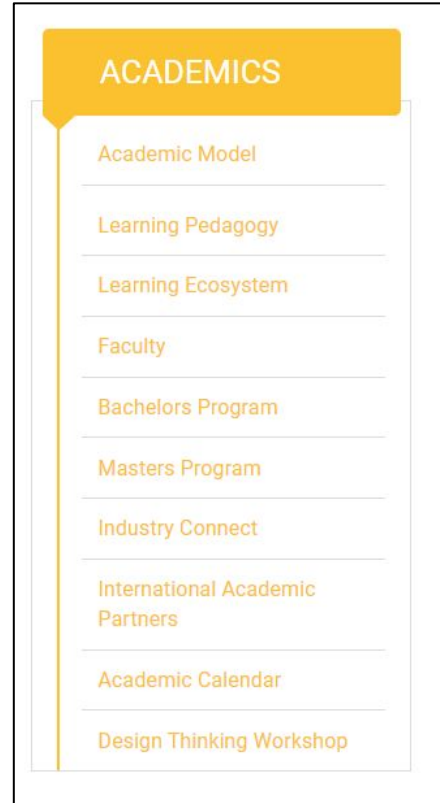 ACADEMICS
Academic Model
Learning Pedagogy
Learning Ecosystem
Faculty
Bachelors Program
Masters Program
Industry Connect
International Academic
Partners
Academic Calendar
Design Thinking Workshop